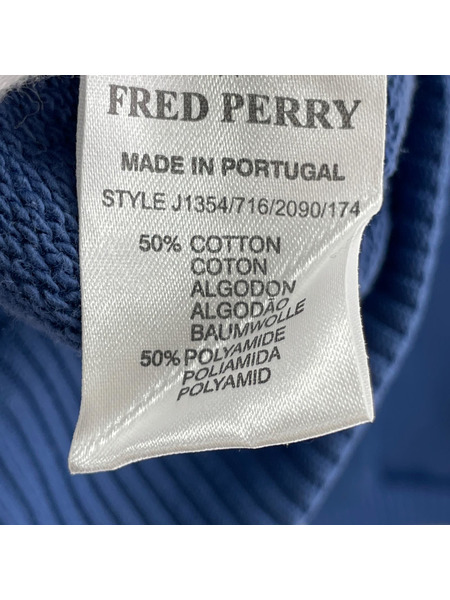 FRED PERRY
MADE IN PORTUGAL
STYLE J1354/716/2090/174
50% COTTON
COTON
ALGODON
ALGODÃO
BAUMWOLLE
50% POLYAMIDE
POLIAMIDA
POLYAMID